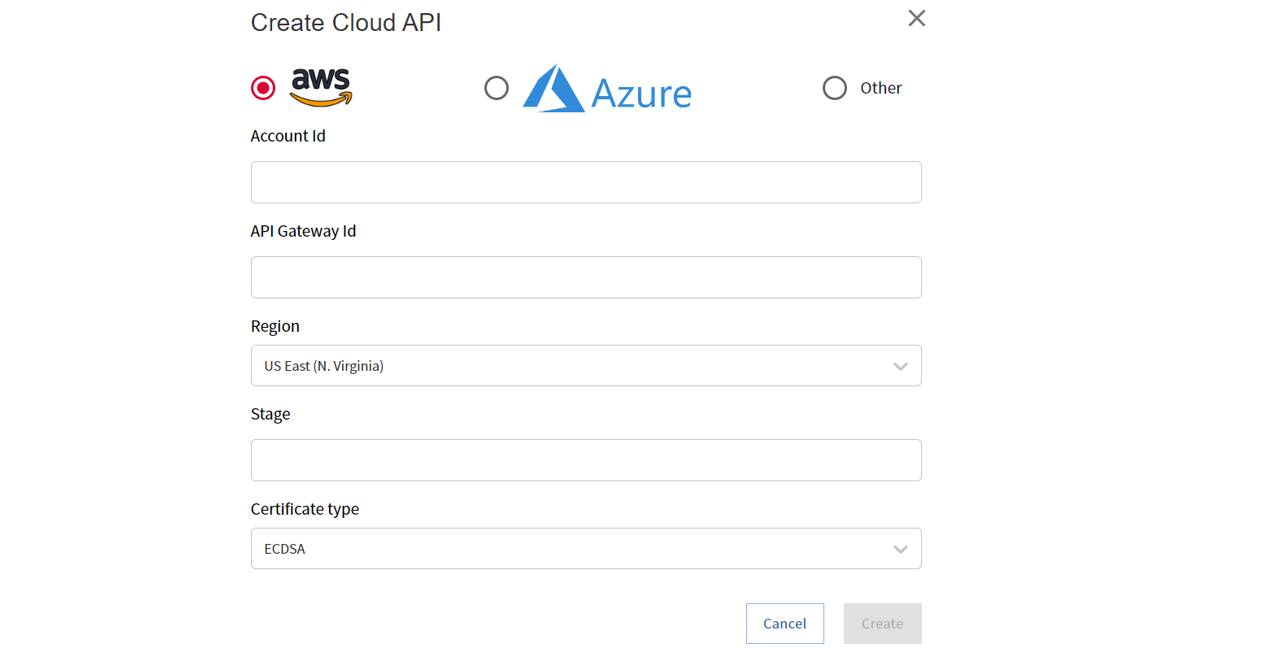 Create Cloud API
aws Azure Other
Account Id
API Gateway Id
Region
US East (N. Virginia)
Stage
Certificate type
ECDSA
Cancel Create